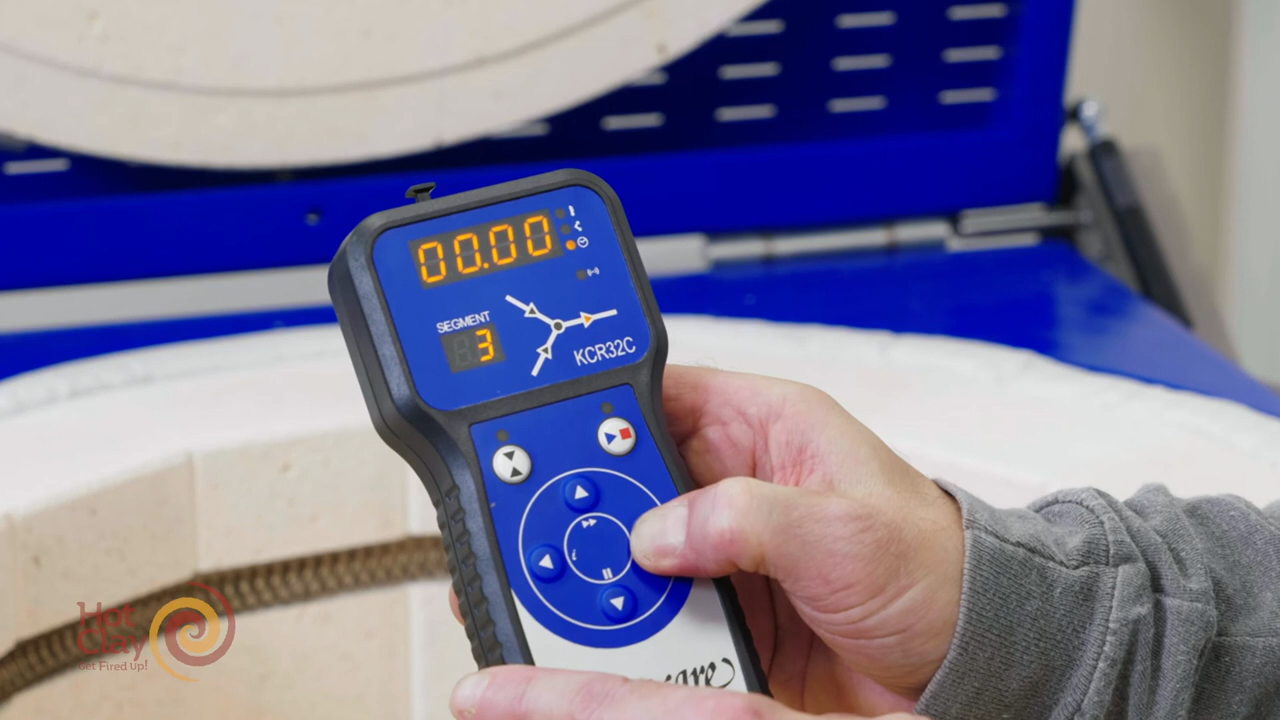 00.00
SEGMENT
3
KCR32C
i
Hot
Clay
Get Fired Up!